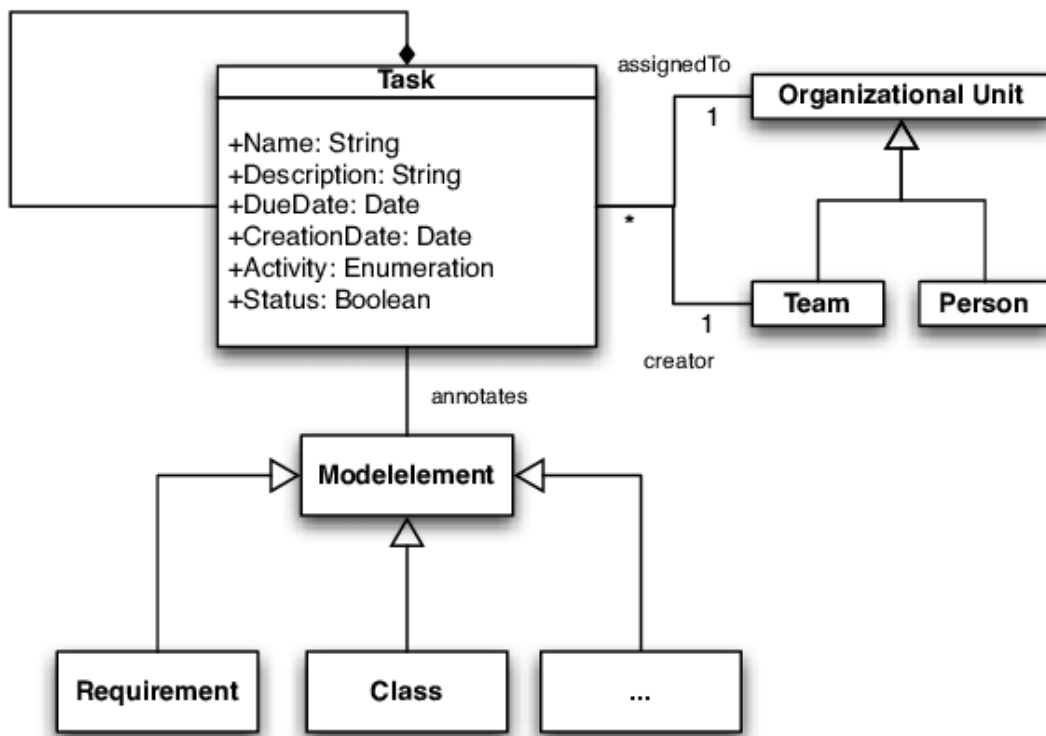 Task
+Name: String
+Description: String
+DueDate: Date
+CreationDate: Date
+Activity: Enumeration
+Status: Boolean
assignedTo
1
Organizational Unit
*
Team
Person
1
creator
annotates
Modelelement
Requirement
Class
...